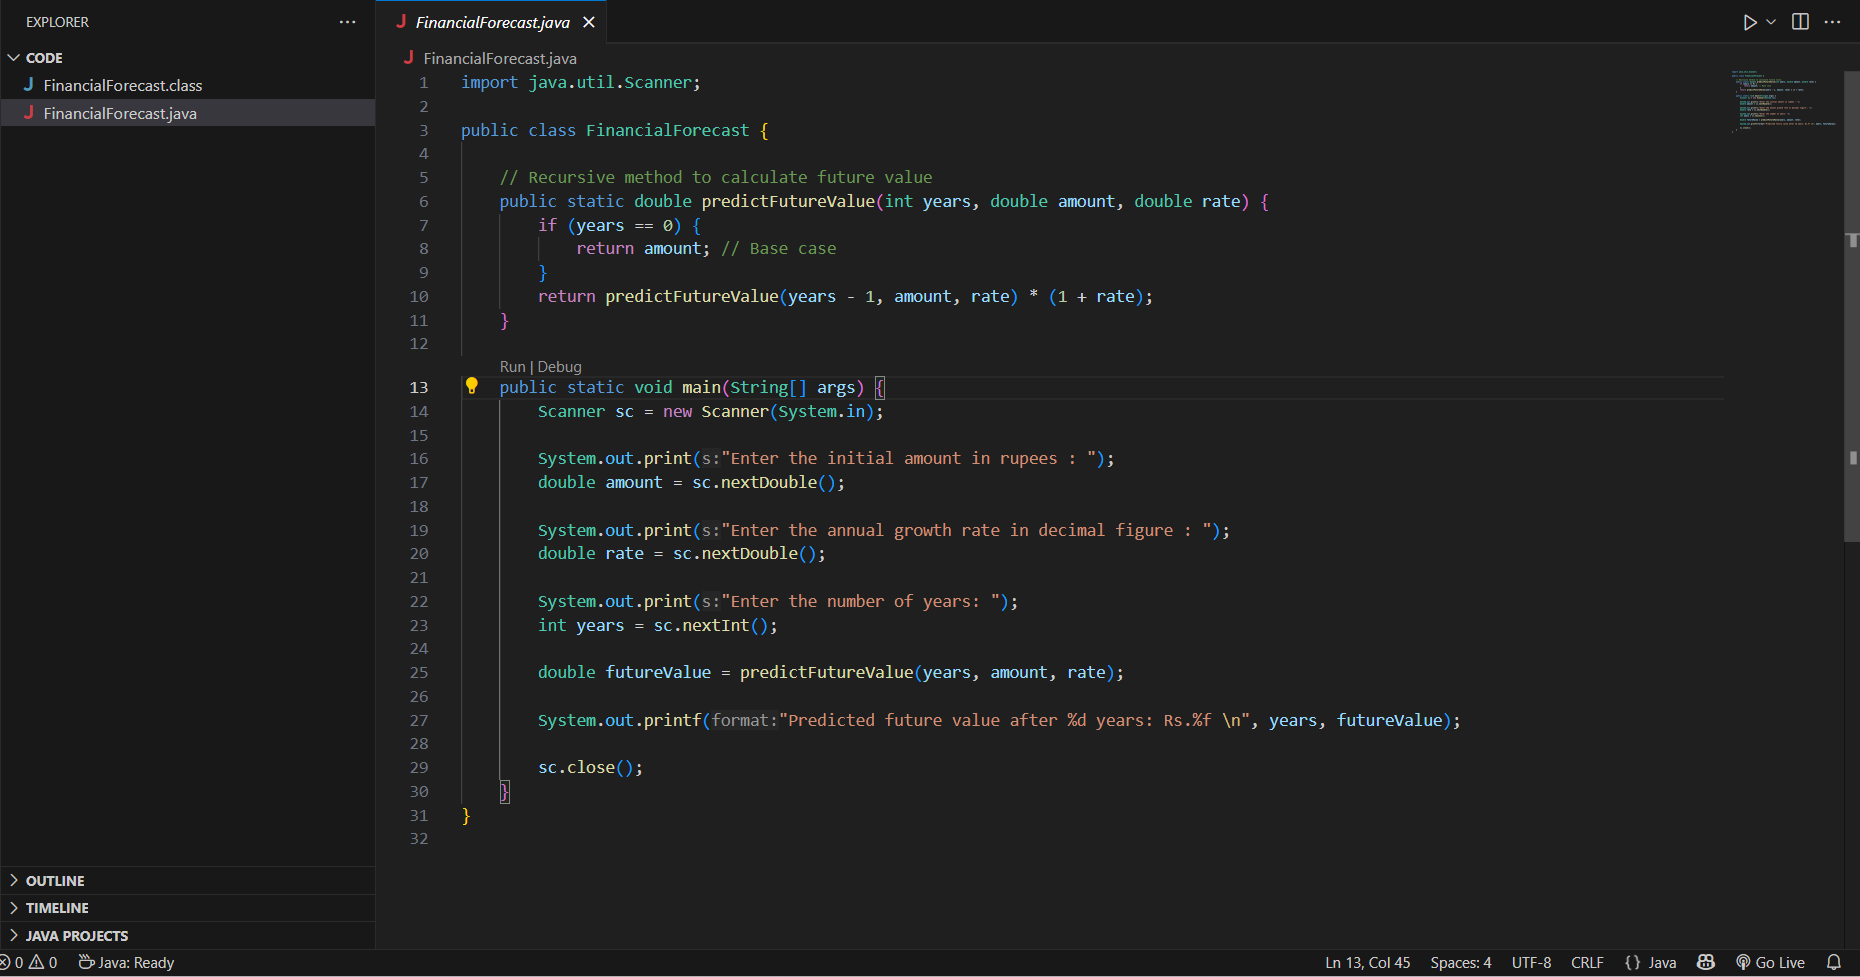 EXPLORER
CODE
FinancialForecast.class
FinancialForecast.java
OUTLINE
TIMELINE
JAVA PROJECTS
FinancialForecast.java
FinancialForecast.java
1 import java.util.Scanner;
2
3 public class FinancialForecast {
4
5 // Recursive method to calculate future value
6 public static double predictFutureValue(int years, double amount, double rate) {
7 if (years == 0) {
8 return amount; // Base case
9 }
10 return predictFutureValue(years - 1, amount, rate) * (1 + rate);
11 }
12
Run | Debug
13 public static void main(String[] args) {
14 Scanner sc = new Scanner(System.in);
15
16 System.out.print(s:"Enter the initial amount in rupees : ");
17 double amount = sc.nextDouble();
18
19 System.out.print(s:"Enter the annual growth rate in decimal figure : ");
20 double rate = sc.nextDouble();
21
22 System.out.print(s:"Enter the number of years: ");
23 int years = sc.nextInt();
24
25 double futureValue = predictFutureValue(years, amount, rate);
26
27 System.out.printf(format:"Predicted future value after %d years: Rs.%f \n", years, futureValue);
28
29 sc.close();
30 }
31 }
32
0 0 Java: Ready Ln 13, Col 45 Spaces: 4 UTF-8 CRLF {} Java Go Live